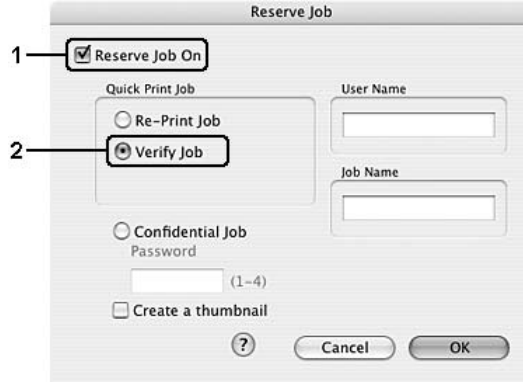 Reserve Job
1
Reserve Job On
Quick Print Job
Re-Print Job
2
Verify Job
User Name
Job Name
Confidential Job
Password
(1-4)
Create a thumbnail
?
Cancel
OK